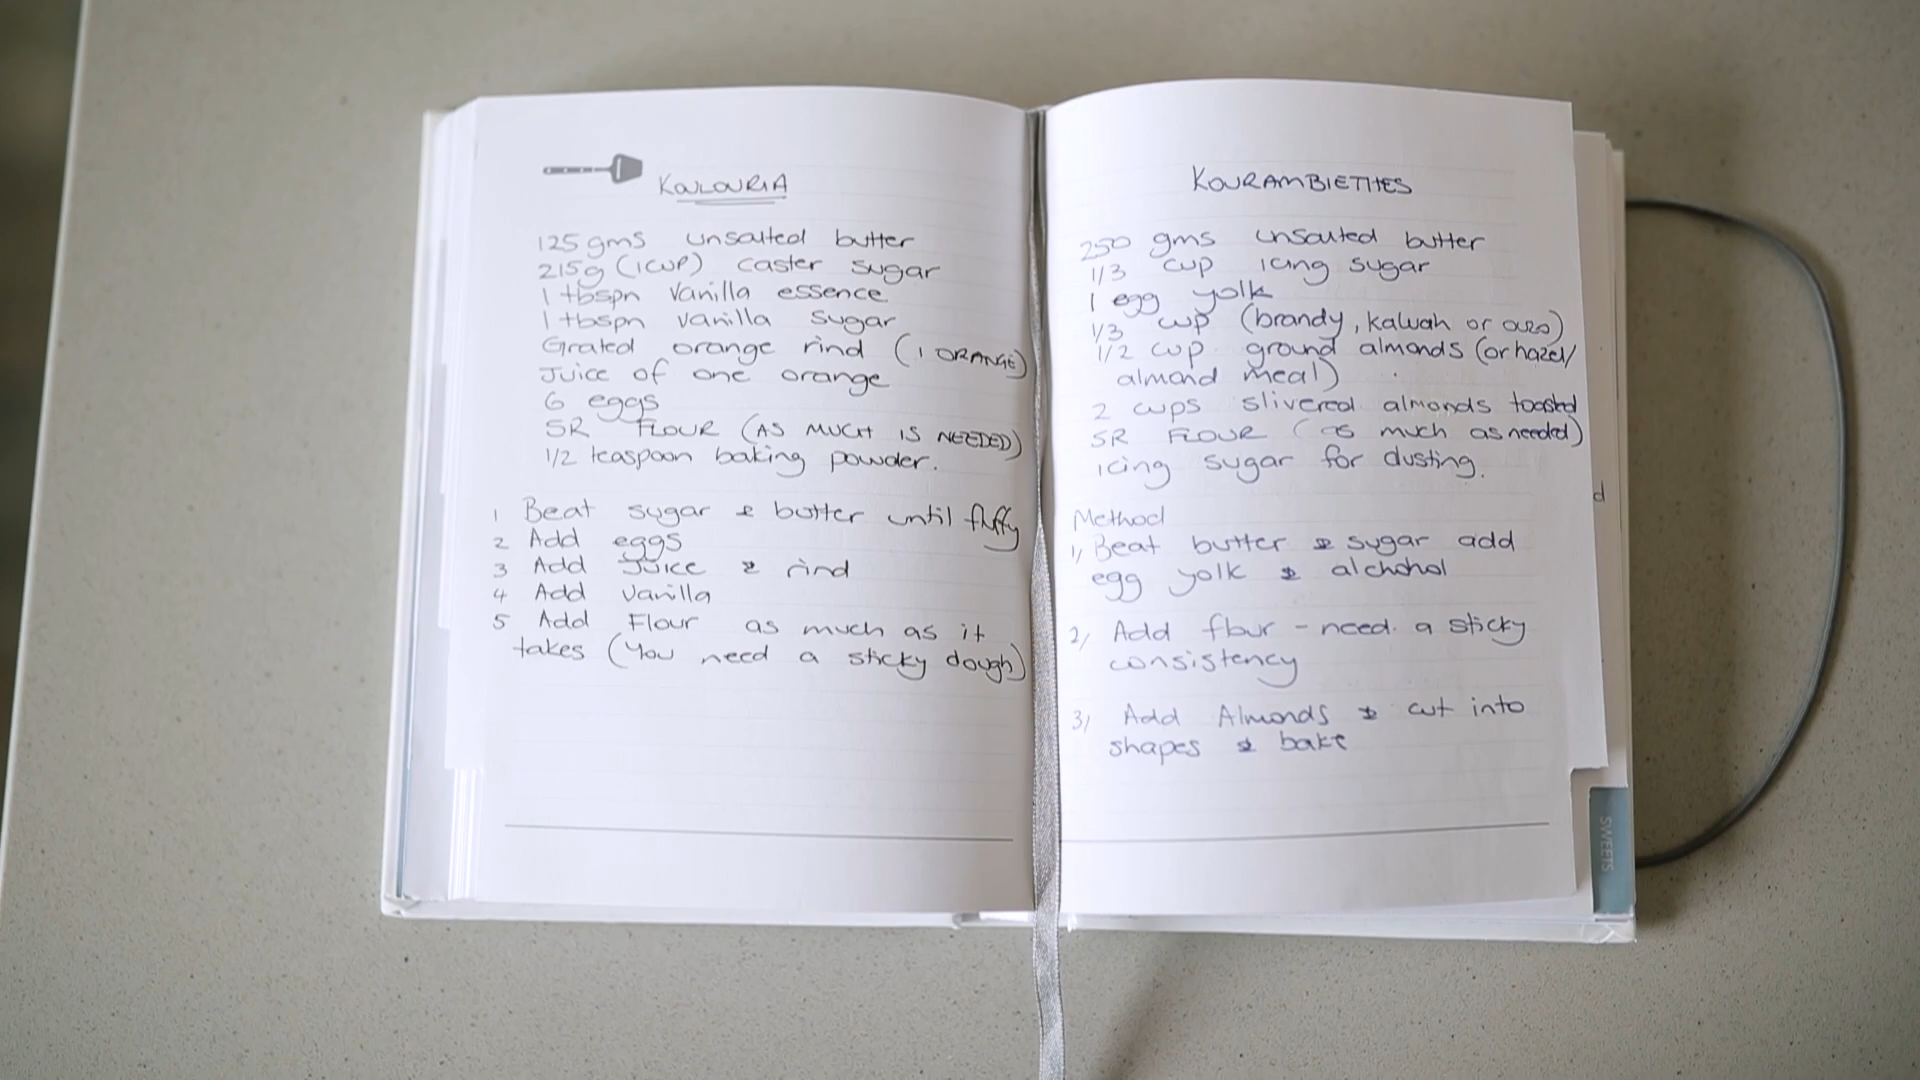 KOULOURIA
125 gms unsalted butter
215g (1 cup) caster sugar
1 tbspn vanilla essence
1 tbspn vanilla sugar
Grated orange rind (1 ORANGE)
Juice of one orange
6 eggs
SR FLOUR (AS MUCH IS NEEDED)
1/2 teaspoon baking powder.
1 Beat sugar & butter until fluffy
2 Add eggs
3 Add Juice & rind
4 Add vanilla
5 Add Flour as much as it
takes (You need a sticky dough)
KOURAMBIETHES
250 gms unsalted butter
1/3 cup icing sugar
1 egg yolk
1/3 cup (brandy, kaluah or ouzo)
1/2 cup ground almonds (or hazel/
almond meal)
2 cups slivered almonds toasted
SR FLOUR (as much as needed)
icing sugar for dusting.
Method
1, Beat butter & sugar add
egg yolk & alchohol
2, Add flour - need a sticky
consistency
3, Add Almonds & cut into
shapes & bake
d
SWEETS